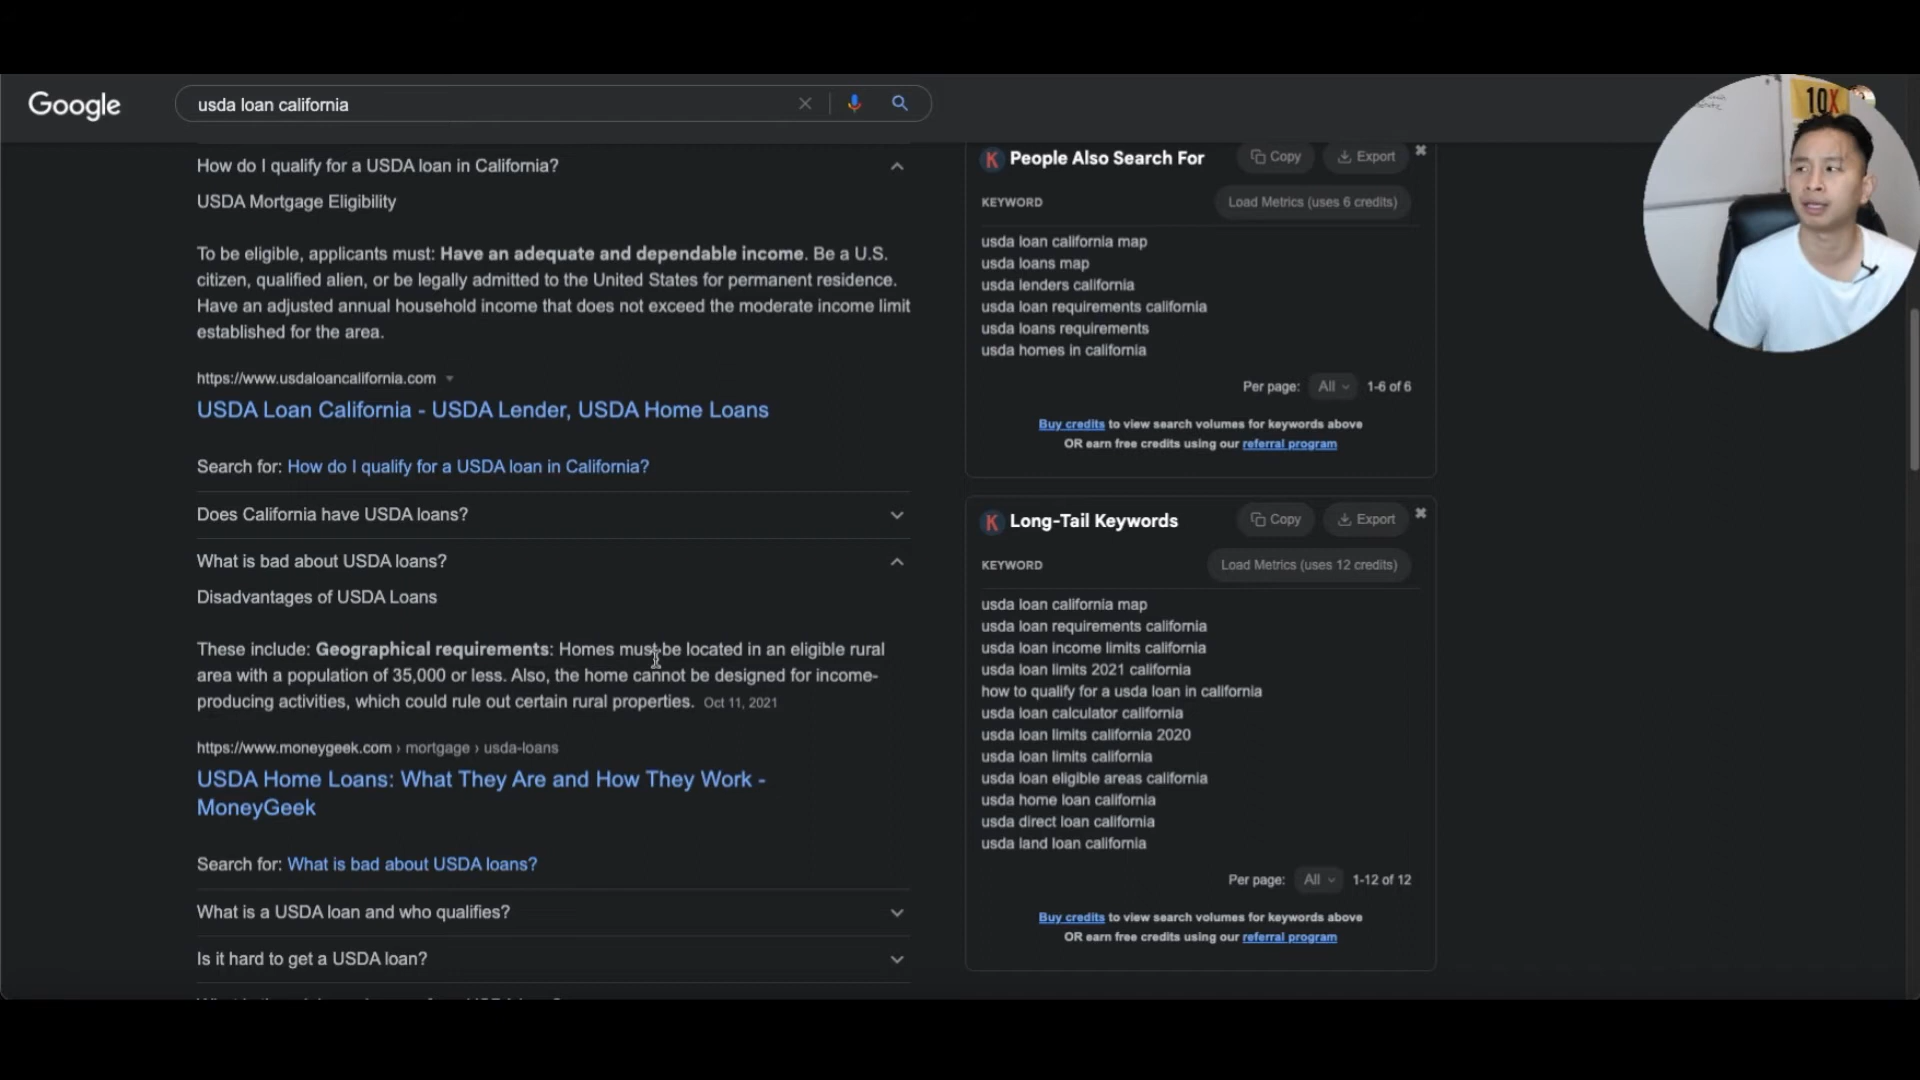 Google
usda loan california
10X
How do I qualify for a USDA loan in California?
USDA Mortgage Eligibility
To be eligible, applicants must: Have an adequate and dependable income. Be a U.S.
citizen, qualified alien, or be legally admitted to the United States for permanent residence.
Have an adjusted annual household income that does not exceed the moderate income limit
established for the area.
https://www.usdaloancalifornia.com
USDA Loan California - USDA Lender, USDA Home Loans
Search for: How do I qualify for a USDA loan in California?
Does California have USDA loans?
What is bad about USDA loans?
Disadvantages of USDA Loans
These include: Geographical requirements: Homes must be located in an eligible rural
area with a population of 35,000 or less. Also, the home cannot be designed for income-
producing activities, which could rule out certain rural properties. Oct 11, 2021
https://www.moneygeek.com › mortgage › usda-loans
USDA Home Loans: What They Are and How They Work -
MoneyGeek
Search for: What is bad about USDA loans?
What is a USDA loan and who qualifies?
Is it hard to get a USDA loan?
K People Also Search For
Copy
Export
KEYWORD
Load Metrics (uses 6 credits)
usda loan california map
usda loans map
usda lenders california
usda loan requirements california
usda loans requirements
usda homes in california
Per page: All 1-6 of 6
Buy credits to view search volumes for keywords above
OR earn free credits using our referral program
K Long-Tail Keywords
Copy
Export
KEYWORD
Load Metrics (uses 12 credits)
usda loan california map
usda loan requirements california
usda loan income limits california
usda loan limits 2021 california
how to qualify for a usda loan in california
usda loan calculator california
usda loan limits california 2020
usda loan limits california
usda loan eligible areas california
usda home loan california
usda direct loan california
usda land loan california
Per page: All 1-12 of 12
Buy credits to view search volumes for keywords above
OR earn free credits using our referral program